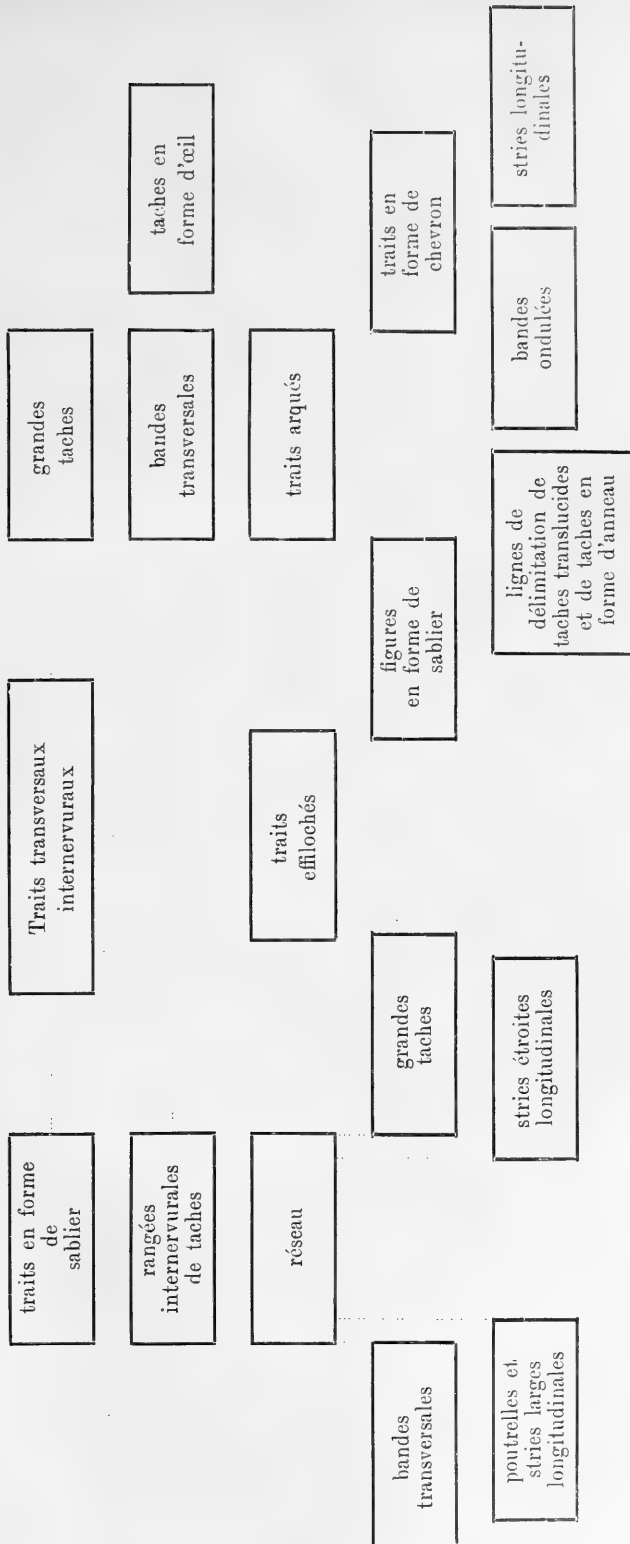 traits en forme
de
sablier
Traits transversaux
internervuraux
grandes
taches
rangées
internervurales
de taches
bandes
transversales
taches en
forme d'œil
réseau
traits
effilochés
traits arqués
bandes
transversales
grandes
taches
figures
en forme de
sablier
traits en
forme de
chevron
poutrelles et
stries larges
longitudinales
stries étroites
longitudinales
lignes de
délimitation de
taches translucides
et de taches en
forme d'anneau
bandes
ondulées
stries longitu-
dinales